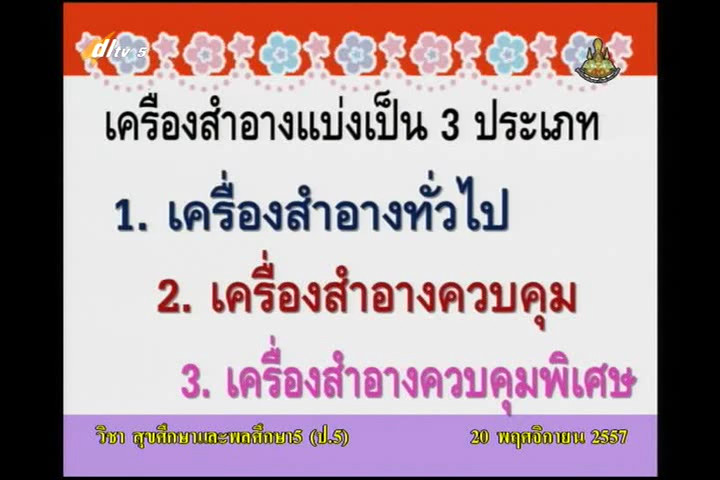 dltv 5
เครื่องสำอางแบ่งเป็น 3 ประเภท
1. เครื่องสำอางทั่วไป
2. เครื่องสำอางควบคุม
3. เครื่องสำอางควบคุมพิเศษ
วิชา สุขศึกษาและพลศึกษา5 (ป.5) 20 พฤศจิกายน 2557